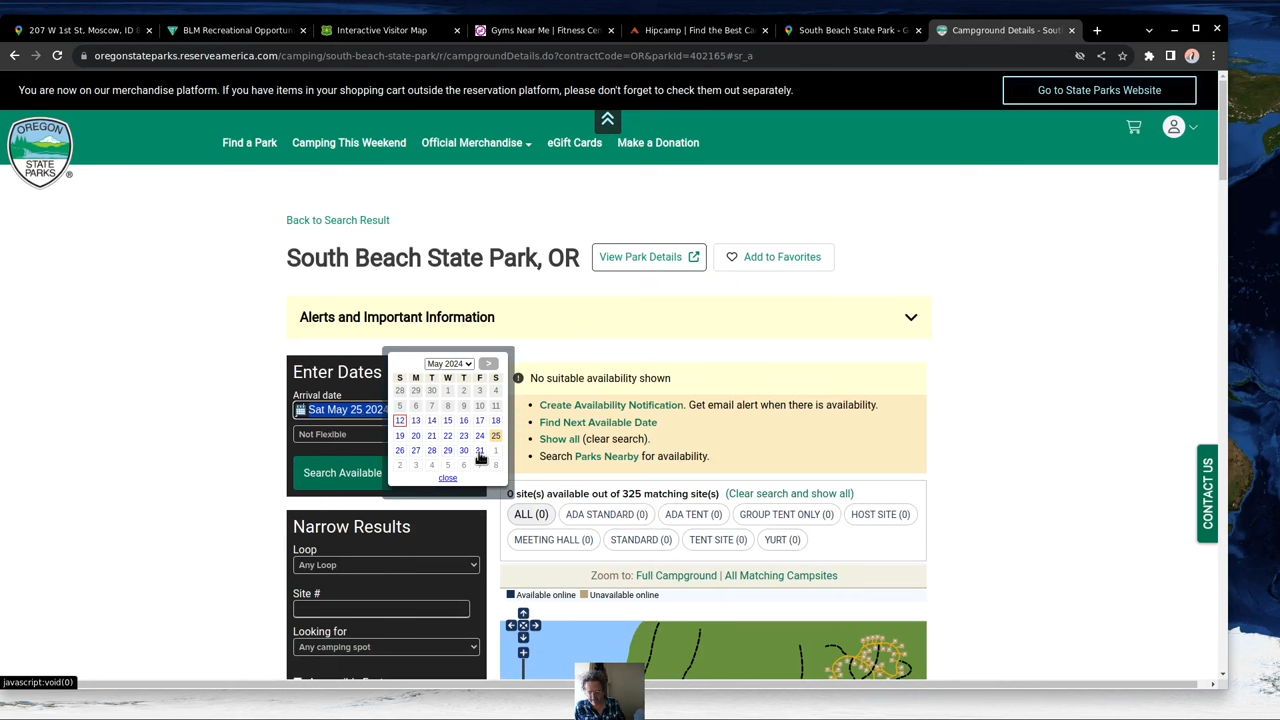 207 W 1st St, Moscow, ID 8
BLM Recreational Opportun
Interactive Visitor Map
Gyms Near Me | Fitness Cen
Hipcamp | Find the Best Ca
South Beach State Park - G
Campground Details - Sout
oregonstateparks.reserveamerica.com/camping/south-beach-state-park/r/campgroundDetails.do?contractCode=OR&parkId=402165#sr_a
You are now on our merchandise platform. If you have items in your shopping cart outside the reservation platform, please don't forget to check them out separately.
Go to State Parks Website
OREGON
STATE
PARKS
Find a Park
Camping This Weekend
Official Merchandise
eGift Cards
Make a Donation
Back to Search Result
South Beach State Park, OR
View Park Details
Add to Favorites
Alerts and Important Information
Enter Dates
Arrival date
Sat May 25 2024
Not Flexible
Search Available
May 2024
>
S M T W T F S
28 29 30 1 2 3 4
5 6 7 8 9 10 11
12 13 14 15 16 17 18
19 20 21 22 23 24 25
26 27 28 29 30 31 1
2 3 4 5 6 8
close
No suitable availability shown
Create Availability Notification. Get email alert when there is availability.
Find Next Available Date
Show all (clear search).
Search Parks Nearby for availability.
0 site(s) available out of 325 matching site(s) (Clear search and show all)
ALL (0)
ADA STANDARD (0)
ADA TENT (0)
GROUP TENT ONLY (0)
HOST SITE (0)
MEETING HALL (0)
STANDARD (0)
TENT SITE (0)
YURT (0)
Zoom to: Full Campground | All Matching Campsites
Available online
Unavailable online
Narrow Results
Loop
Any Loop
Site #
Looking for
Any camping spot
CONTACT US
javascript:void(0)